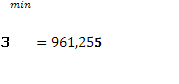 min
3 = 961,255